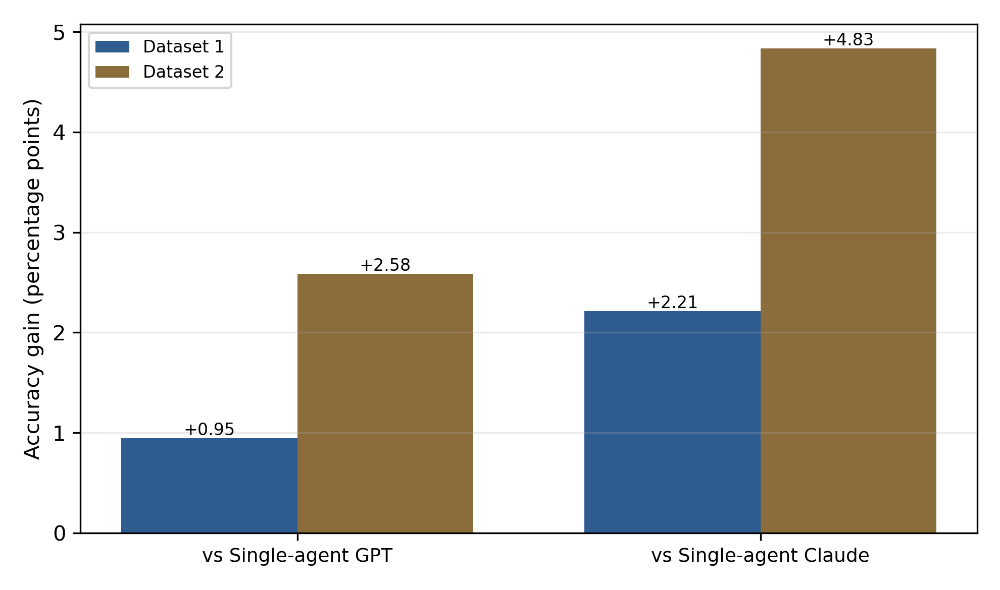 Accuracy gain (percentage points)
5
4
3
2
1
0
Dataset 1
Dataset 2
+0.95
+2.58
+2.21
+4.83
vs Single-agent GPT
vs Single-agent Claude